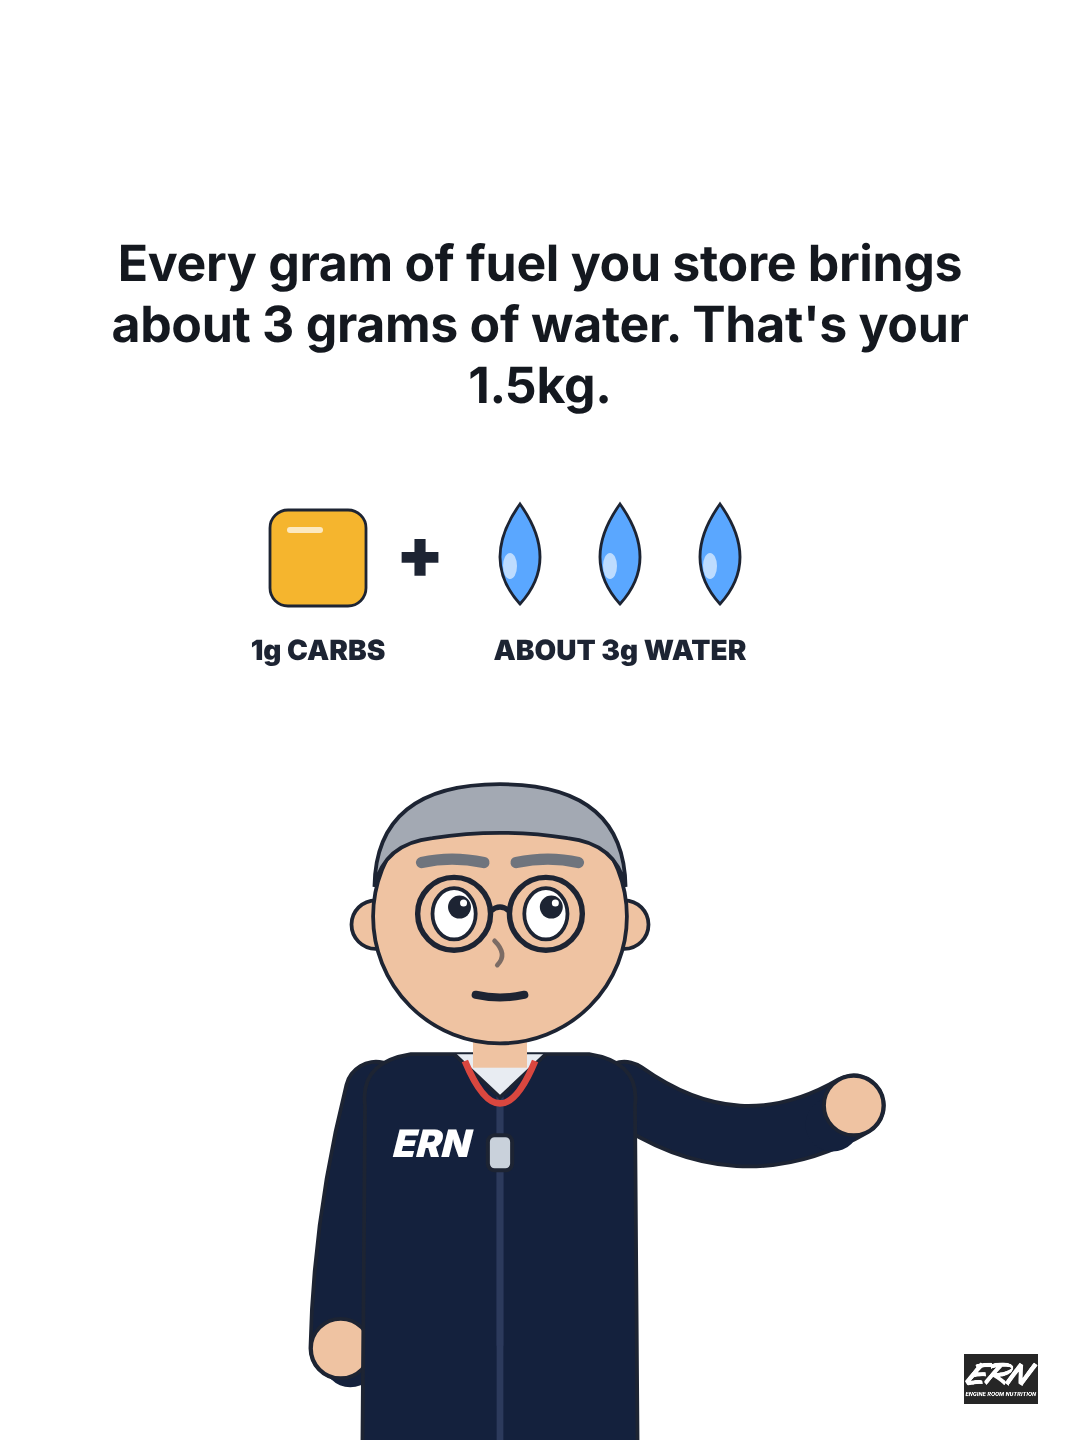 Every gram of fuel you store brings
about 3 grams of water. That's your
1.5kg.
1g CARBS
ABOUT 3g WATER
ERN
ERN
ENGINE ROOM NUTRITION